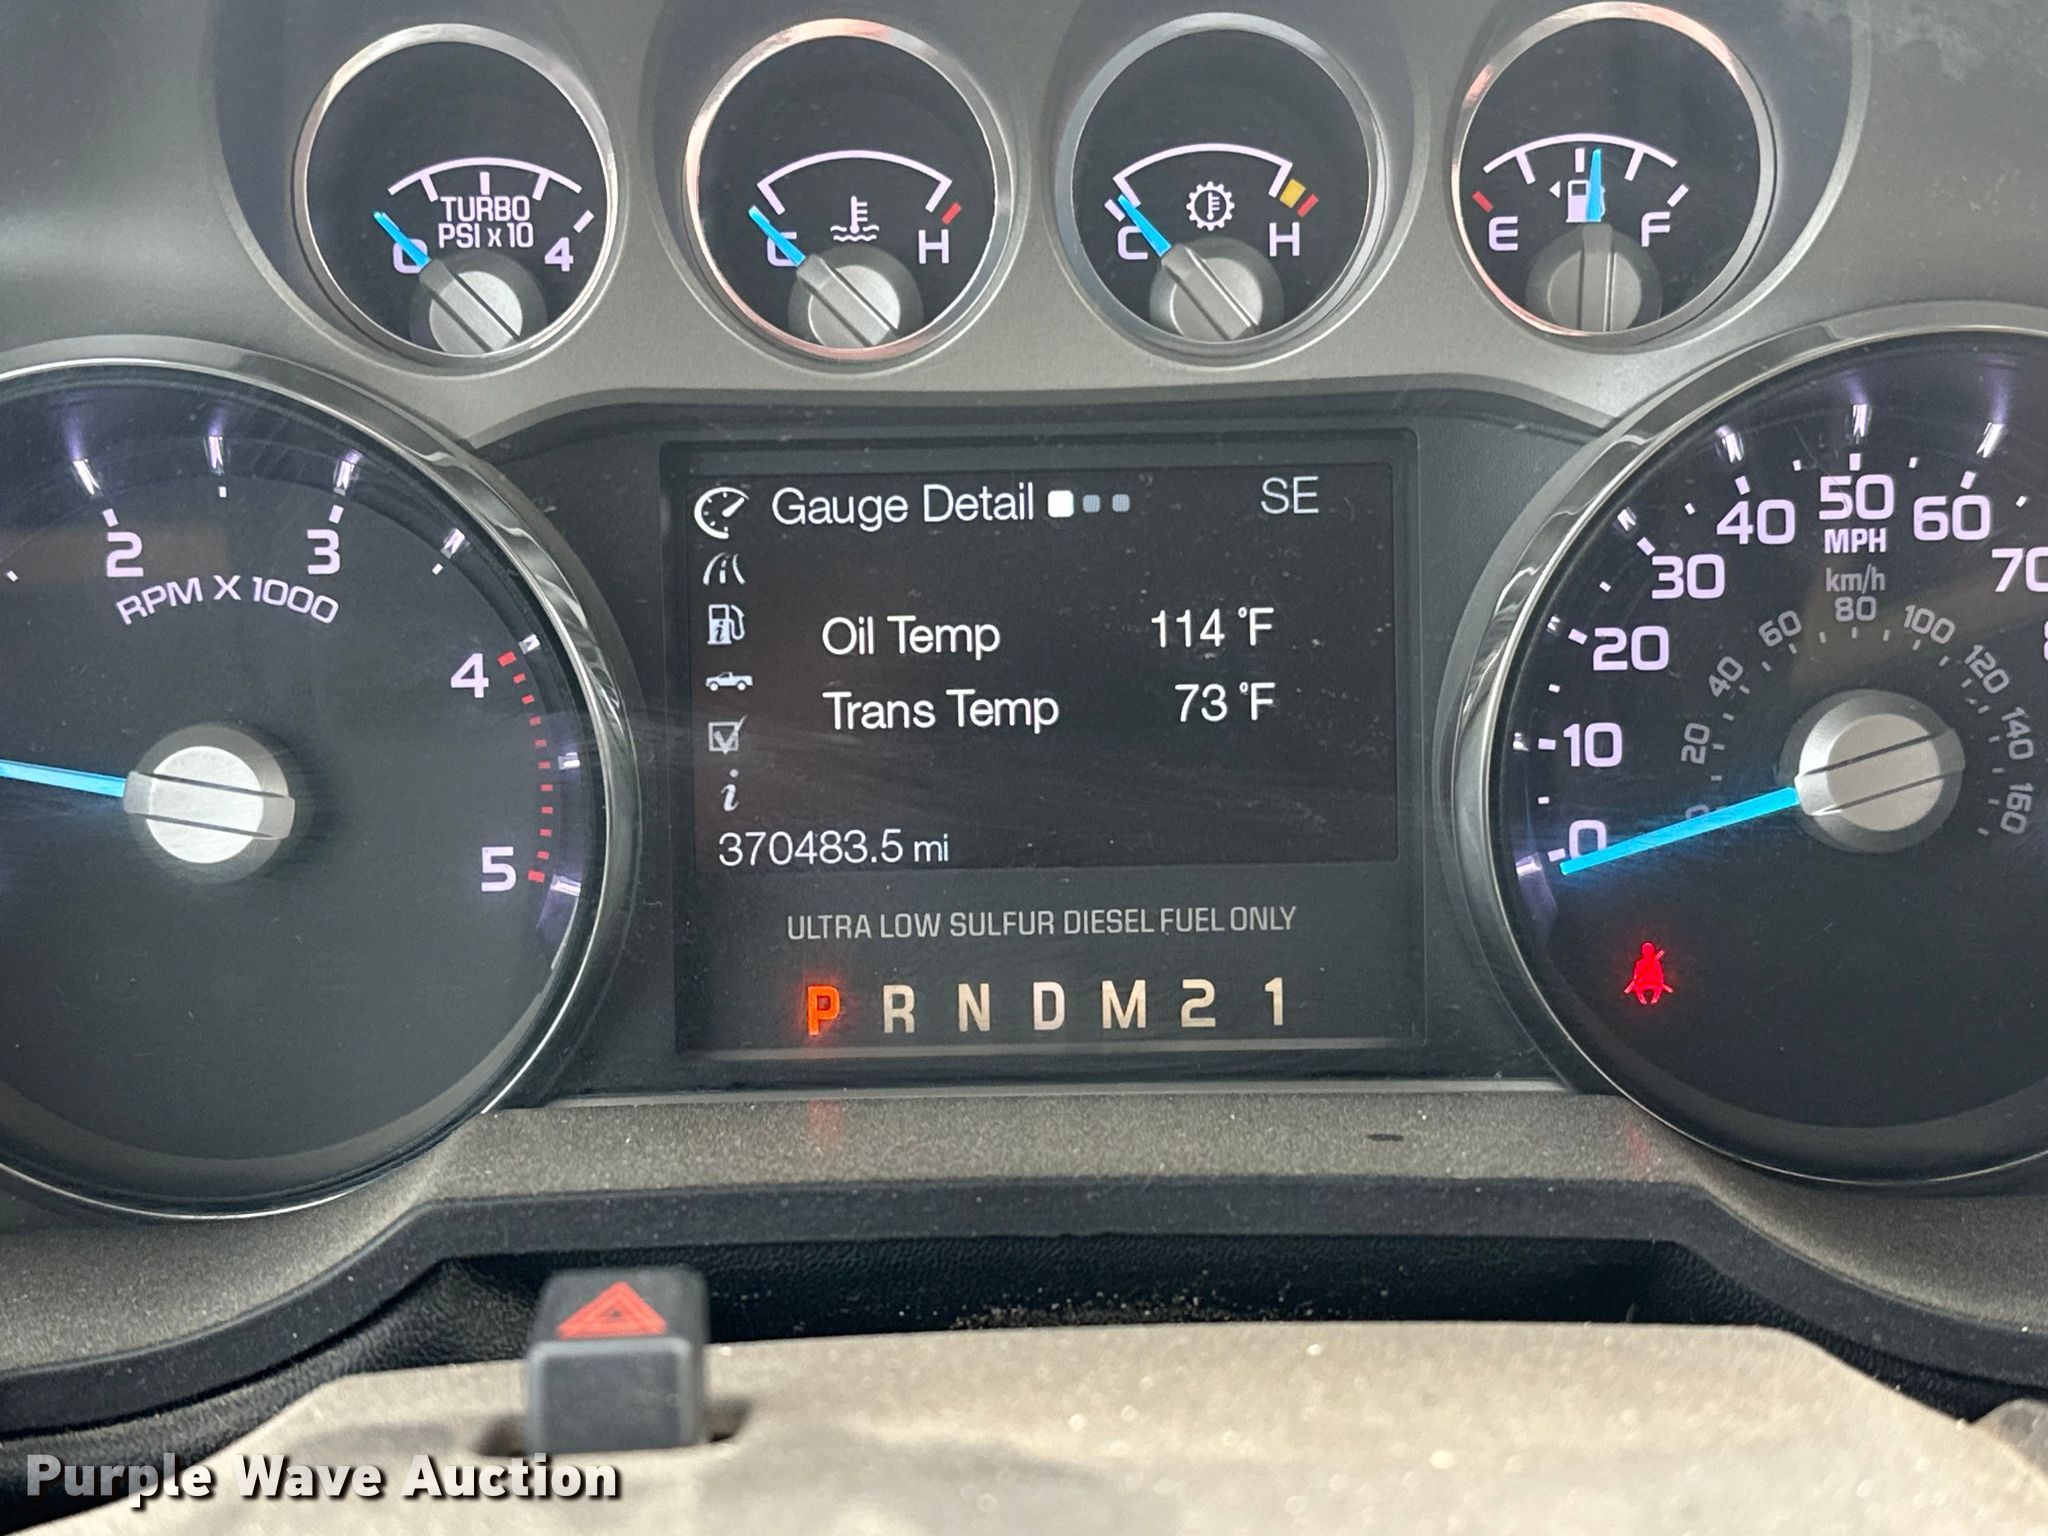 TURBO
PSI x 10
0 4
C H
C H
E F
2 3 4 5
RPM X 1000
Gauge Detail SE
Oil Temp 114 °F
Trans Temp 73 °F
370483.5 mi
ULTRA LOW SULFUR DIESEL FUEL ONLY
P R N D M 2 1
0 10 20 30 40 50 60 70
MPH
km/h
0 20 40 60 80 100 120 140 160
Purple Wave Auction